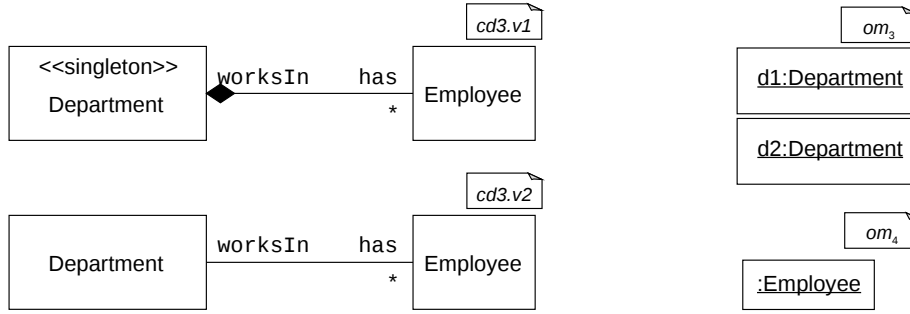 cd3.v1
<<singleton>>
Department
worksIn has
*
Employee
cd3.v2
Department
worksIn has
*
Employee
om3
d1:Department
d2:Department
om4
:Employee